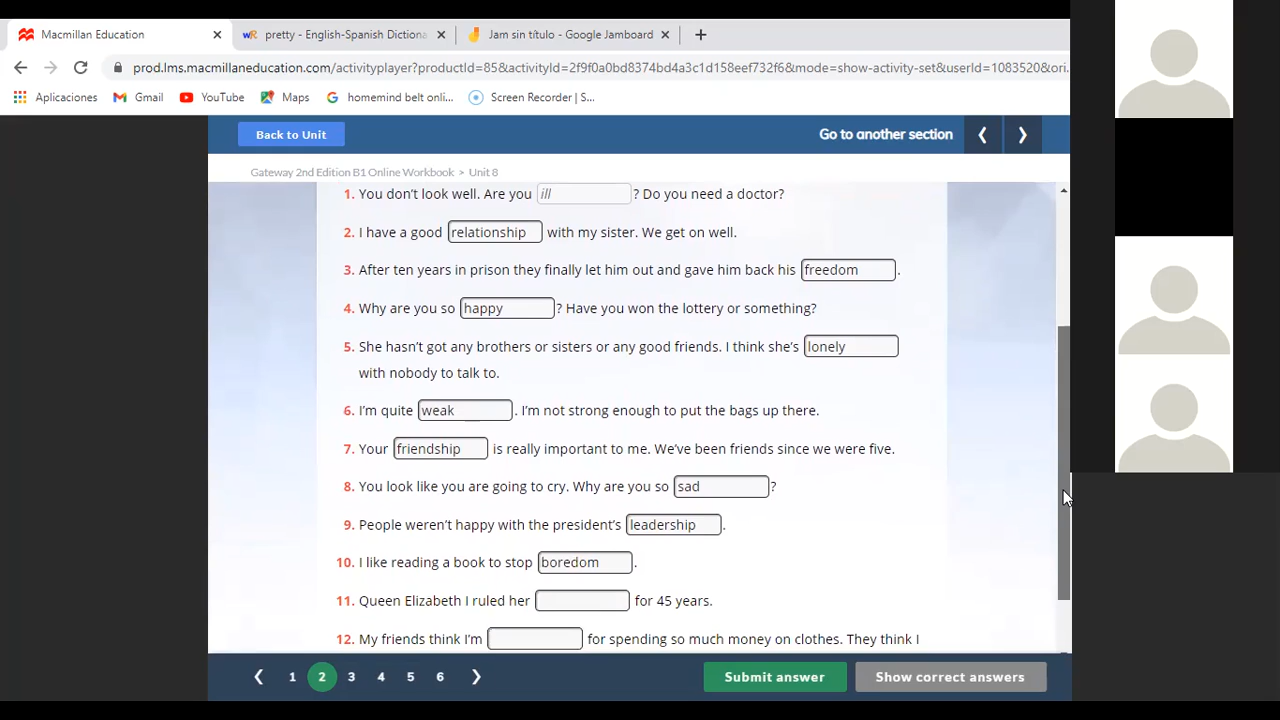 Macmillan Education
pretty - English-Spanish Dictiona
Jam sin título - Google Jamboard
prod.lms.macmillaneducation.com/activityplayer?productId=85&activityId=2f9f0a0bd8374bd4a3c1d158eef732f6&mode=show-activity-set&userId=1083520&ori...
Aplicaciones Gmail YouTube Maps homemind belt onli... Screen Recorder | S...
Back to Unit Go to another section
Gateway 2nd Edition B1 Online Workbook > Unit 8
1. You don't look well. Are you ill ? Do you need a doctor?
2. I have a good relationship with my sister. We get on well.
3. After ten years in prison they finally let him out and gave him back his freedom .
4. Why are you so happy ? Have you won the lottery or something?
5. She hasn't got any brothers or sisters or any good friends. I think she's lonely
with nobody to talk to.
6. I'm quite weak . I'm not strong enough to put the bags up there.
7. Your friendship is really important to me. We've been friends since we were five.
8. You look like you are going to cry. Why are you so sad ?
9. People weren't happy with the president's leadership .
10. I like reading a book to stop boredom .
11. Queen Elizabeth I ruled her for 45 years.
12. My friends think I'm for spending so much money on clothes. They think I
1 2 3 4 5 6 Submit answer Show correct answers